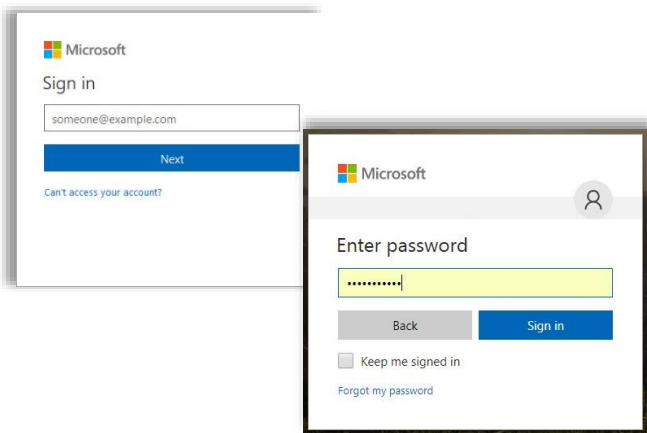 Microsoft
Sign in
someone@example.com
Next
Can't access your account?
Microsoft
Enter password
•••••••••••
Back
Sign in
Keep me signed in
Forgot my password